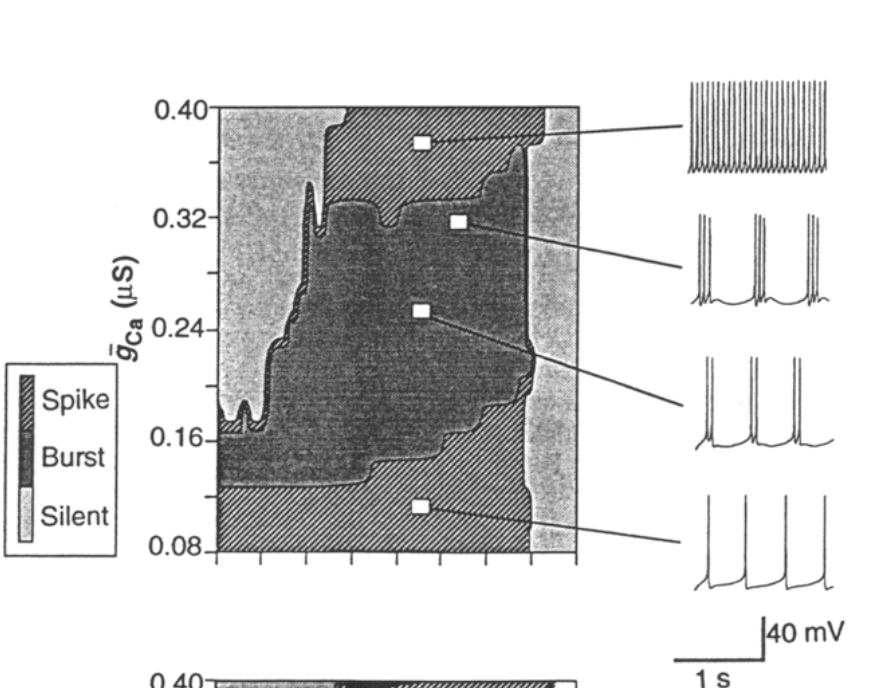 0.40
0.32
0.24
0.16
0.08
ḡCa (μS)
Spike
Burst
Silent
40 mV
1 s
0.40